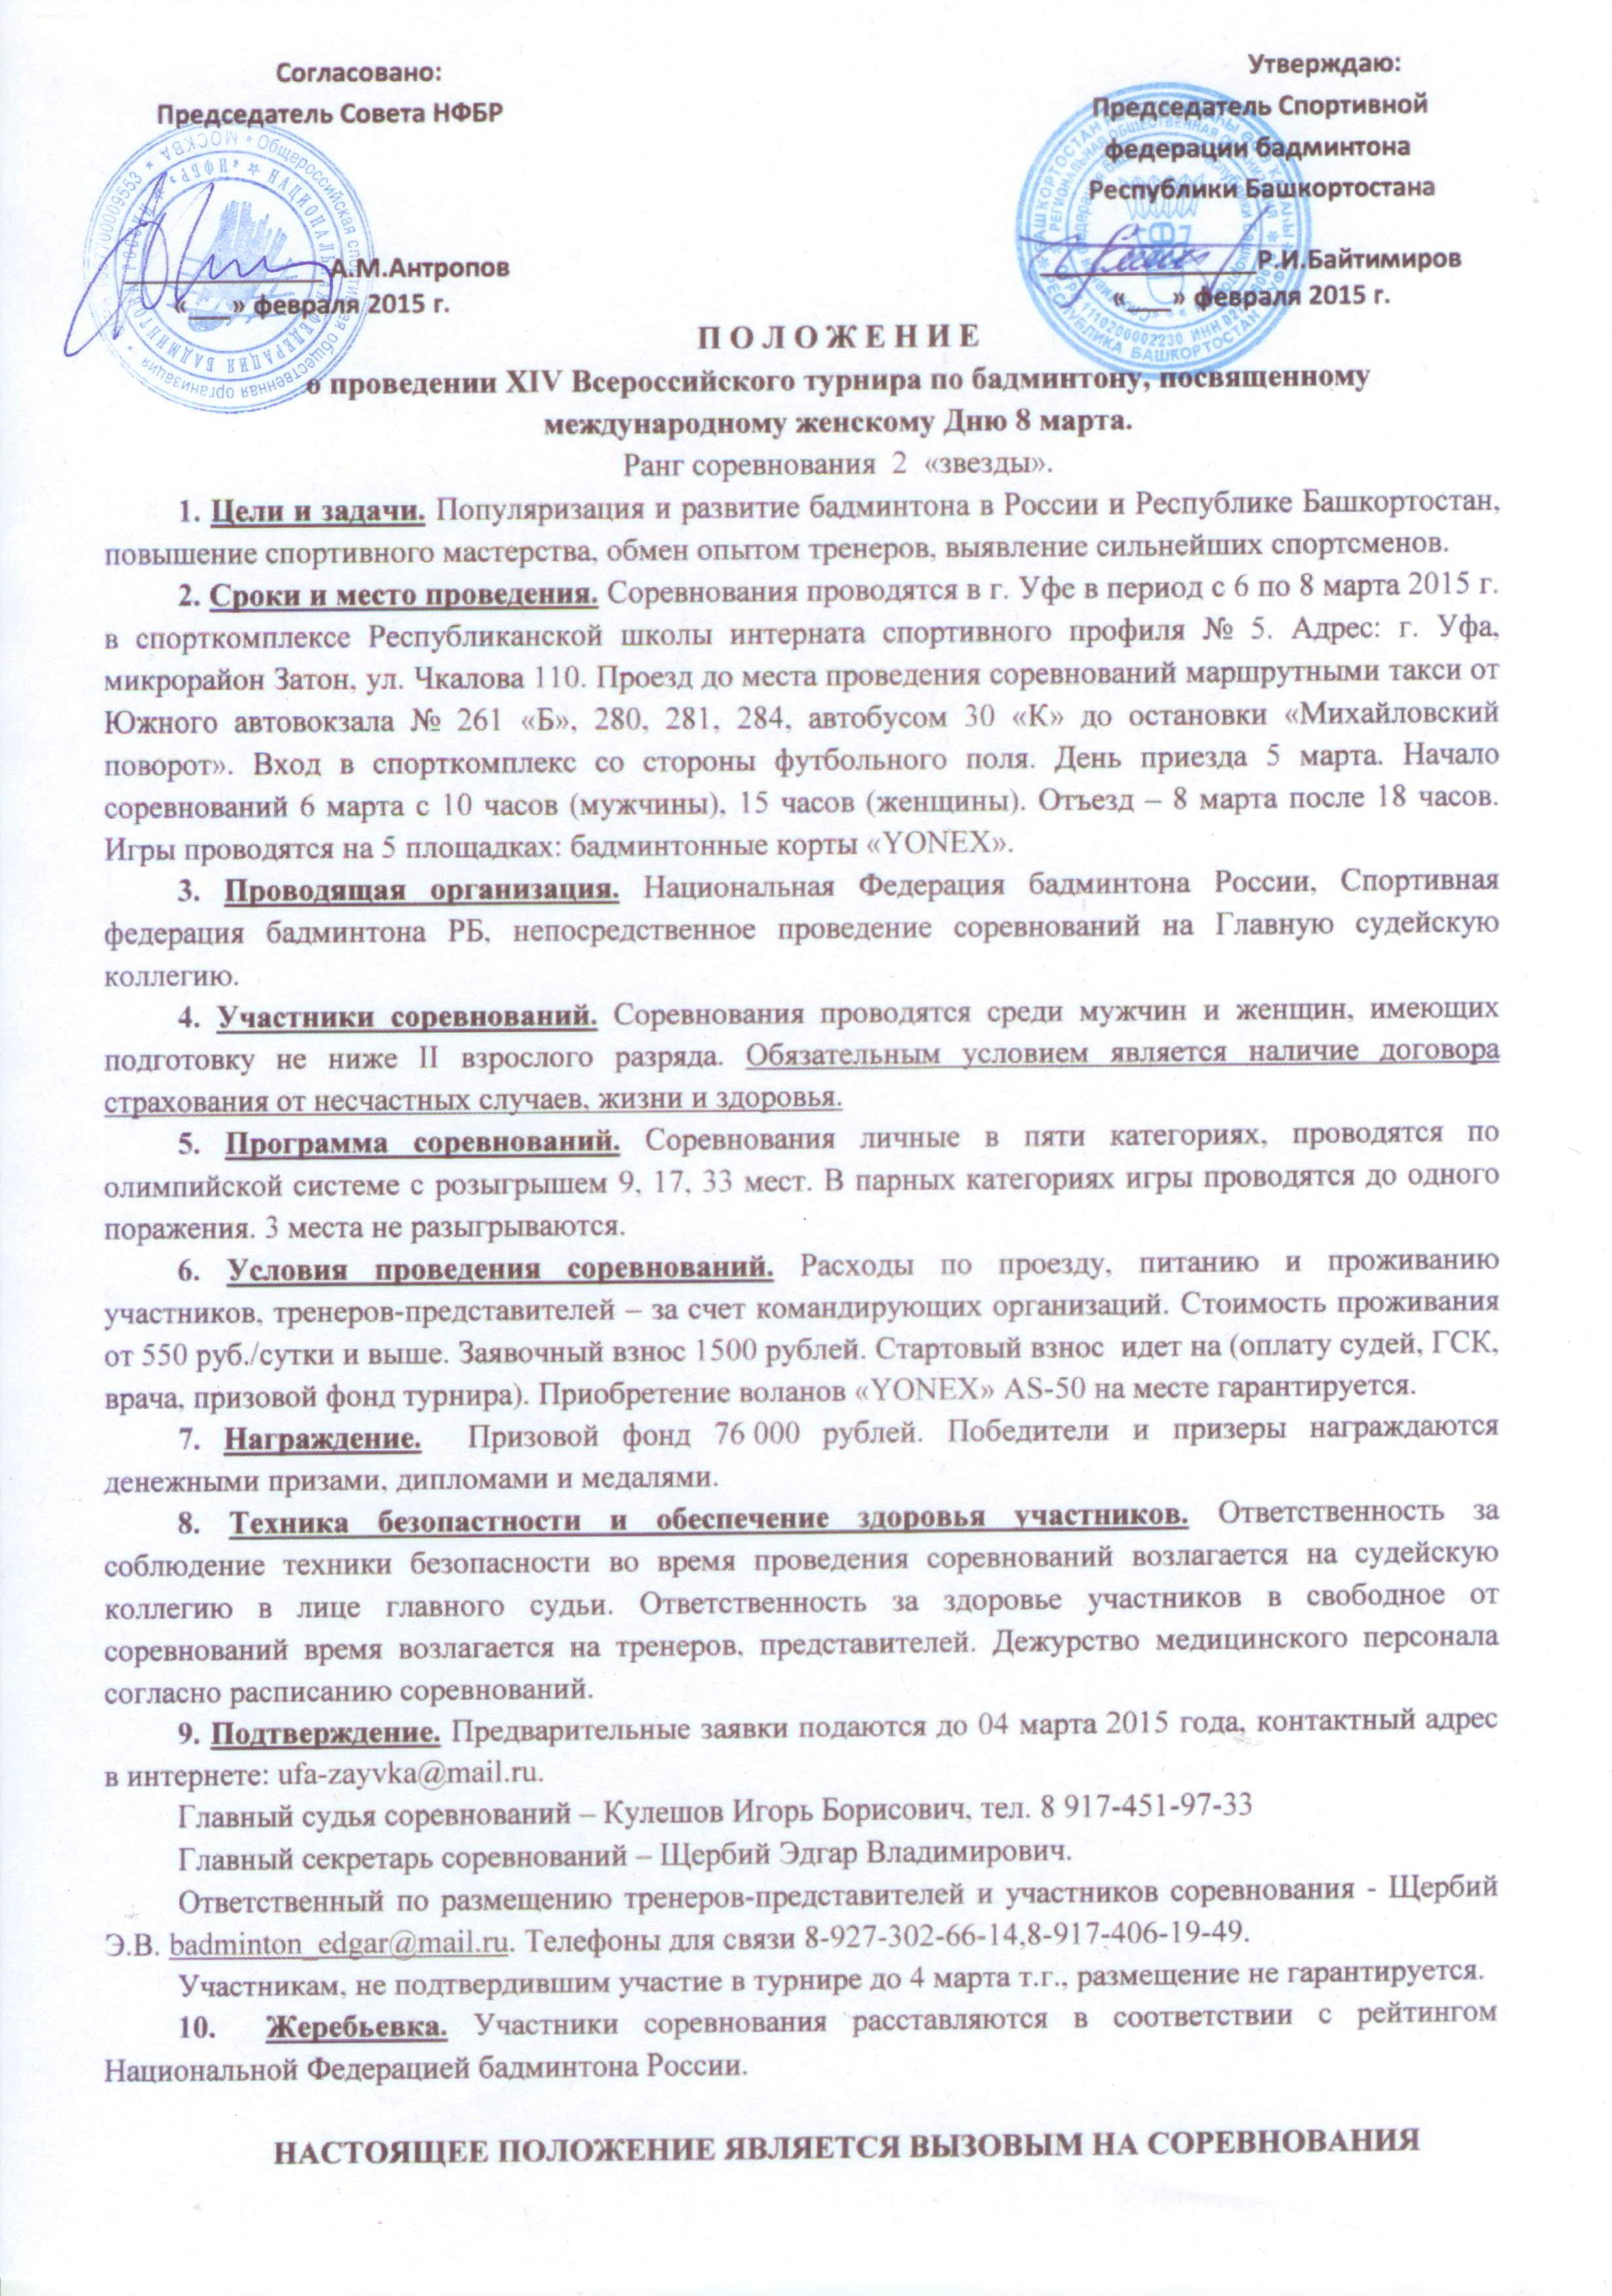 Согласовано:
Председатель Совета НФБР
А.М.Антропов
«___» февраля 2015 г.
Утверждаю:
Председатель Спортивной
федерации бадминтона
Республики Башкортостана
Р.И.Байтимиров
«___» февраля 2015 г.
П О Л О Ж Е Н И Е
о проведении XIV Всероссийского турнира по бадминтону, посвященному
международному женскому Дню 8 марта.
Ранг соревнования 2 «звезды».
1. Цели и задачи. Популяризация и развитие бадминтона в России и Республике Башкортостан,
повышение спортивного мастерства, обмен опытом тренеров, выявление сильнейших спортсменов.
2. Сроки и место проведения. Соревнования проводятся в г. Уфе в период с 6 по 8 марта 2015 г.
в спорткомплексе Республиканской школы интерната спортивного профиля № 5. Адрес: г. Уфа,
микрорайон Затон, ул. Чкалова 110. Проезд до места проведения соревнований маршрутными такси от
Южного автовокзала № 261 «Б», 280, 281, 284, автобусом 30 «К» до остановки «Михайловский
поворот». Вход в спорткомплекс со стороны футбольного поля. День приезда 5 марта. Начало
соревнований 6 марта с 10 часов (мужчины), 15 часов (женщины). Отъезд – 8 марта после 18 часов.
Игры проводятся на 5 площадках: бадминтонные корты «YONEX».
3. Проводящая организация. Национальная Федерация бадминтона России, Спортивная
федерация бадминтона РБ, непосредственное проведение соревнований на Главную судейскую
коллегию.
4. Участники соревнований. Соревнования проводятся среди мужчин и женщин, имеющих
подготовку не ниже II взрослого разряда. Обязательным условием является наличие договора
страхования от несчастных случаев, жизни и здоровья.
5. Программа соревнований. Соревнования личные в пяти категориях, проводятся по
олимпийской системе с розыгрышем 9, 17, 33 мест. В парных категориях игры проводятся до одного
поражения. 3 места не разыгрываются.
6. Условия проведения соревнований. Расходы по проезду, питанию и проживанию
участников, тренеров-представителей – за счет командирующих организаций. Стоимость проживания
от 550 руб./сутки и выше. Заявочный взнос 1500 рублей. Стартовый взнос идет на (оплату судей, ГСК,
врача, призовой фонд турнира). Приобретение воланов «YONEX» AS-50 на месте гарантируется.
7. Награждение. Призовой фонд 76 000 рублей. Победители и призеры награждаются
денежными призами, дипломами и медалями.
8. Техника безопастности и обеспечение здоровья участников. Ответственность за
соблюдение техники безопасности во время проведения соревнований возлагается на судейскую
коллегию в лице главного судьи. Ответственность за здоровье участников в свободное от
соревнований время возлагается на тренеров, представителей. Дежурство медицинского персонала
согласно расписанию соревнований.
9. Подтверждение. Предварительные заявки подаются до 04 марта 2015 года, контактный адрес
в интернете: ufa-zayvka@mail.ru.
Главный судья соревнований – Кулешов Игорь Борисович, тел. 8 917-451-97-33
Главный секретарь соревнований – Щербий Эдгар Владимирович.
Ответственный по размещению тренеров-представителей и участников соревнования - Щербий
Э.В. badminton_edgar@mail.ru. Телефоны для связи 8-927-302-66-14,8-917-406-19-49.
Участникам, не подтвердившим участие в турнире до 4 марта т.г., размещение не гарантируется.
10. Жеребьевка. Участники соревнования расставляются в соответствии с рейтингом
Национальной Федерацией бадминтона России.
НАСТОЯЩЕЕ ПОЛОЖЕНИЕ ЯВЛЯЕТСЯ ВЫЗОВЫМ НА СОРЕВНОВАНИЯ